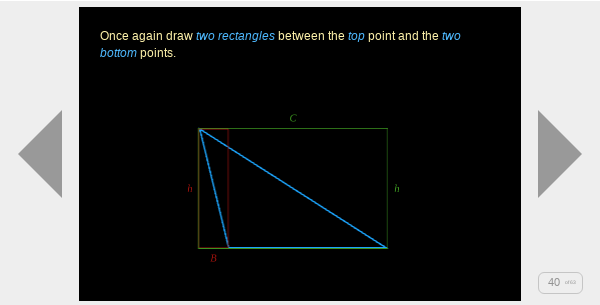 Once again draw two rectangles between the top point and the two
bottom points.
C
h
h
B
40